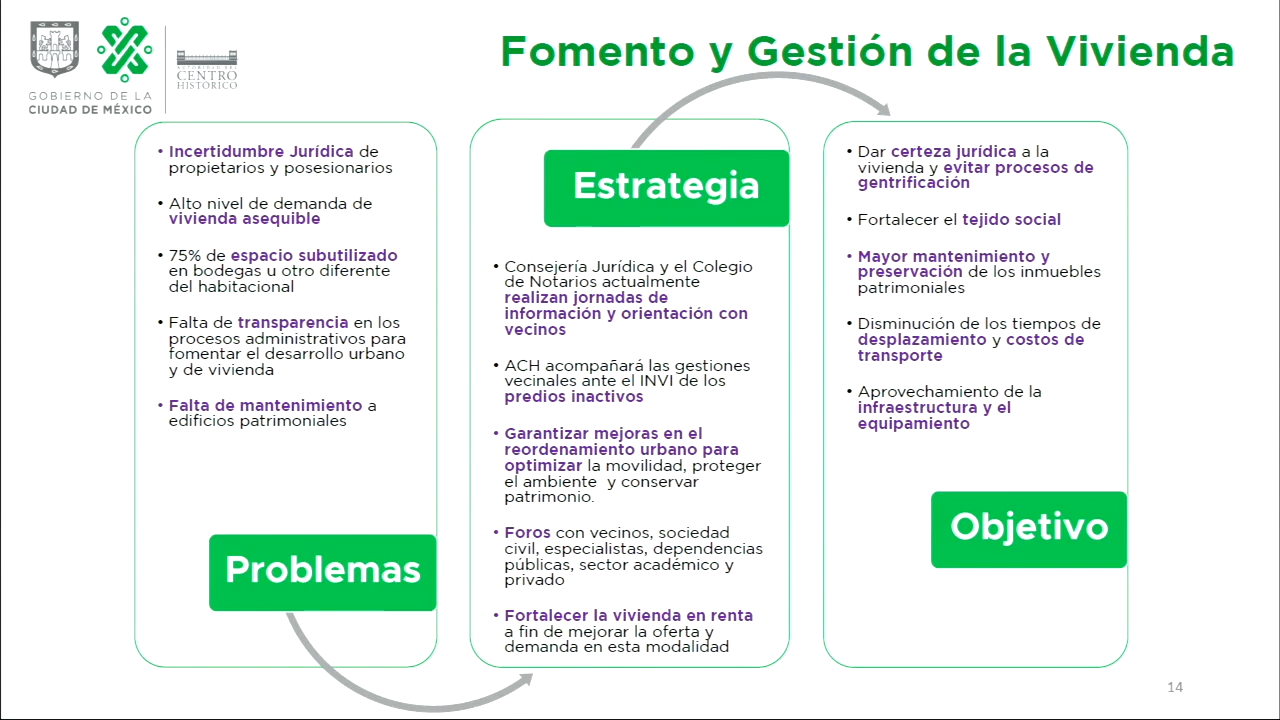 Fomento y Gestión de la Vivienda
AUTORIDAD DEL
CENTRO
HISTÓRICO
GOBIERNO DE LA
CIUDAD DE MÉXICO
• Incertidumbre Jurídica de
propietarios y posesionarios
• Alto nivel de demanda de
vivienda asequible
• 75% de espacio subutilizado
en bodegas u otro diferente
del habitacional
• Falta de transparencia en los
procesos administrativos para
fomentar el desarrollo urbano
y de vivienda
• Falta de mantenimiento a
edificios patrimoniales
Problemas
Estrategia
• Consejería Jurídica y el Colegio
de Notarios actualmente
realizan jornadas de
información y orientación con
vecinos
• ACH acompañará las gestiones
vecinales ante el INVI de los
predios inactivos
• Garantizar mejoras en el
reordenamiento urbano para
optimizar la movilidad, proteger
el ambiente  y conservar
patrimonio.
• Foros con vecinos, sociedad
civil, especialistas, dependencias
públicas, sector académico y
privado
• Fortalecer la vivienda en renta
a fin de mejorar la oferta y
demanda en esta modalidad
• Dar certeza jurídica a la
vivienda y evitar procesos de
gentrificación
• Fortalecer el tejido social
• Mayor mantenimiento y
preservación de los inmuebles
patrimoniales
• Disminución de los tiempos de
desplazamiento y costos de
transporte
• Aprovechamiento de la
infraestructura y el
equipamiento
Objetivo
14